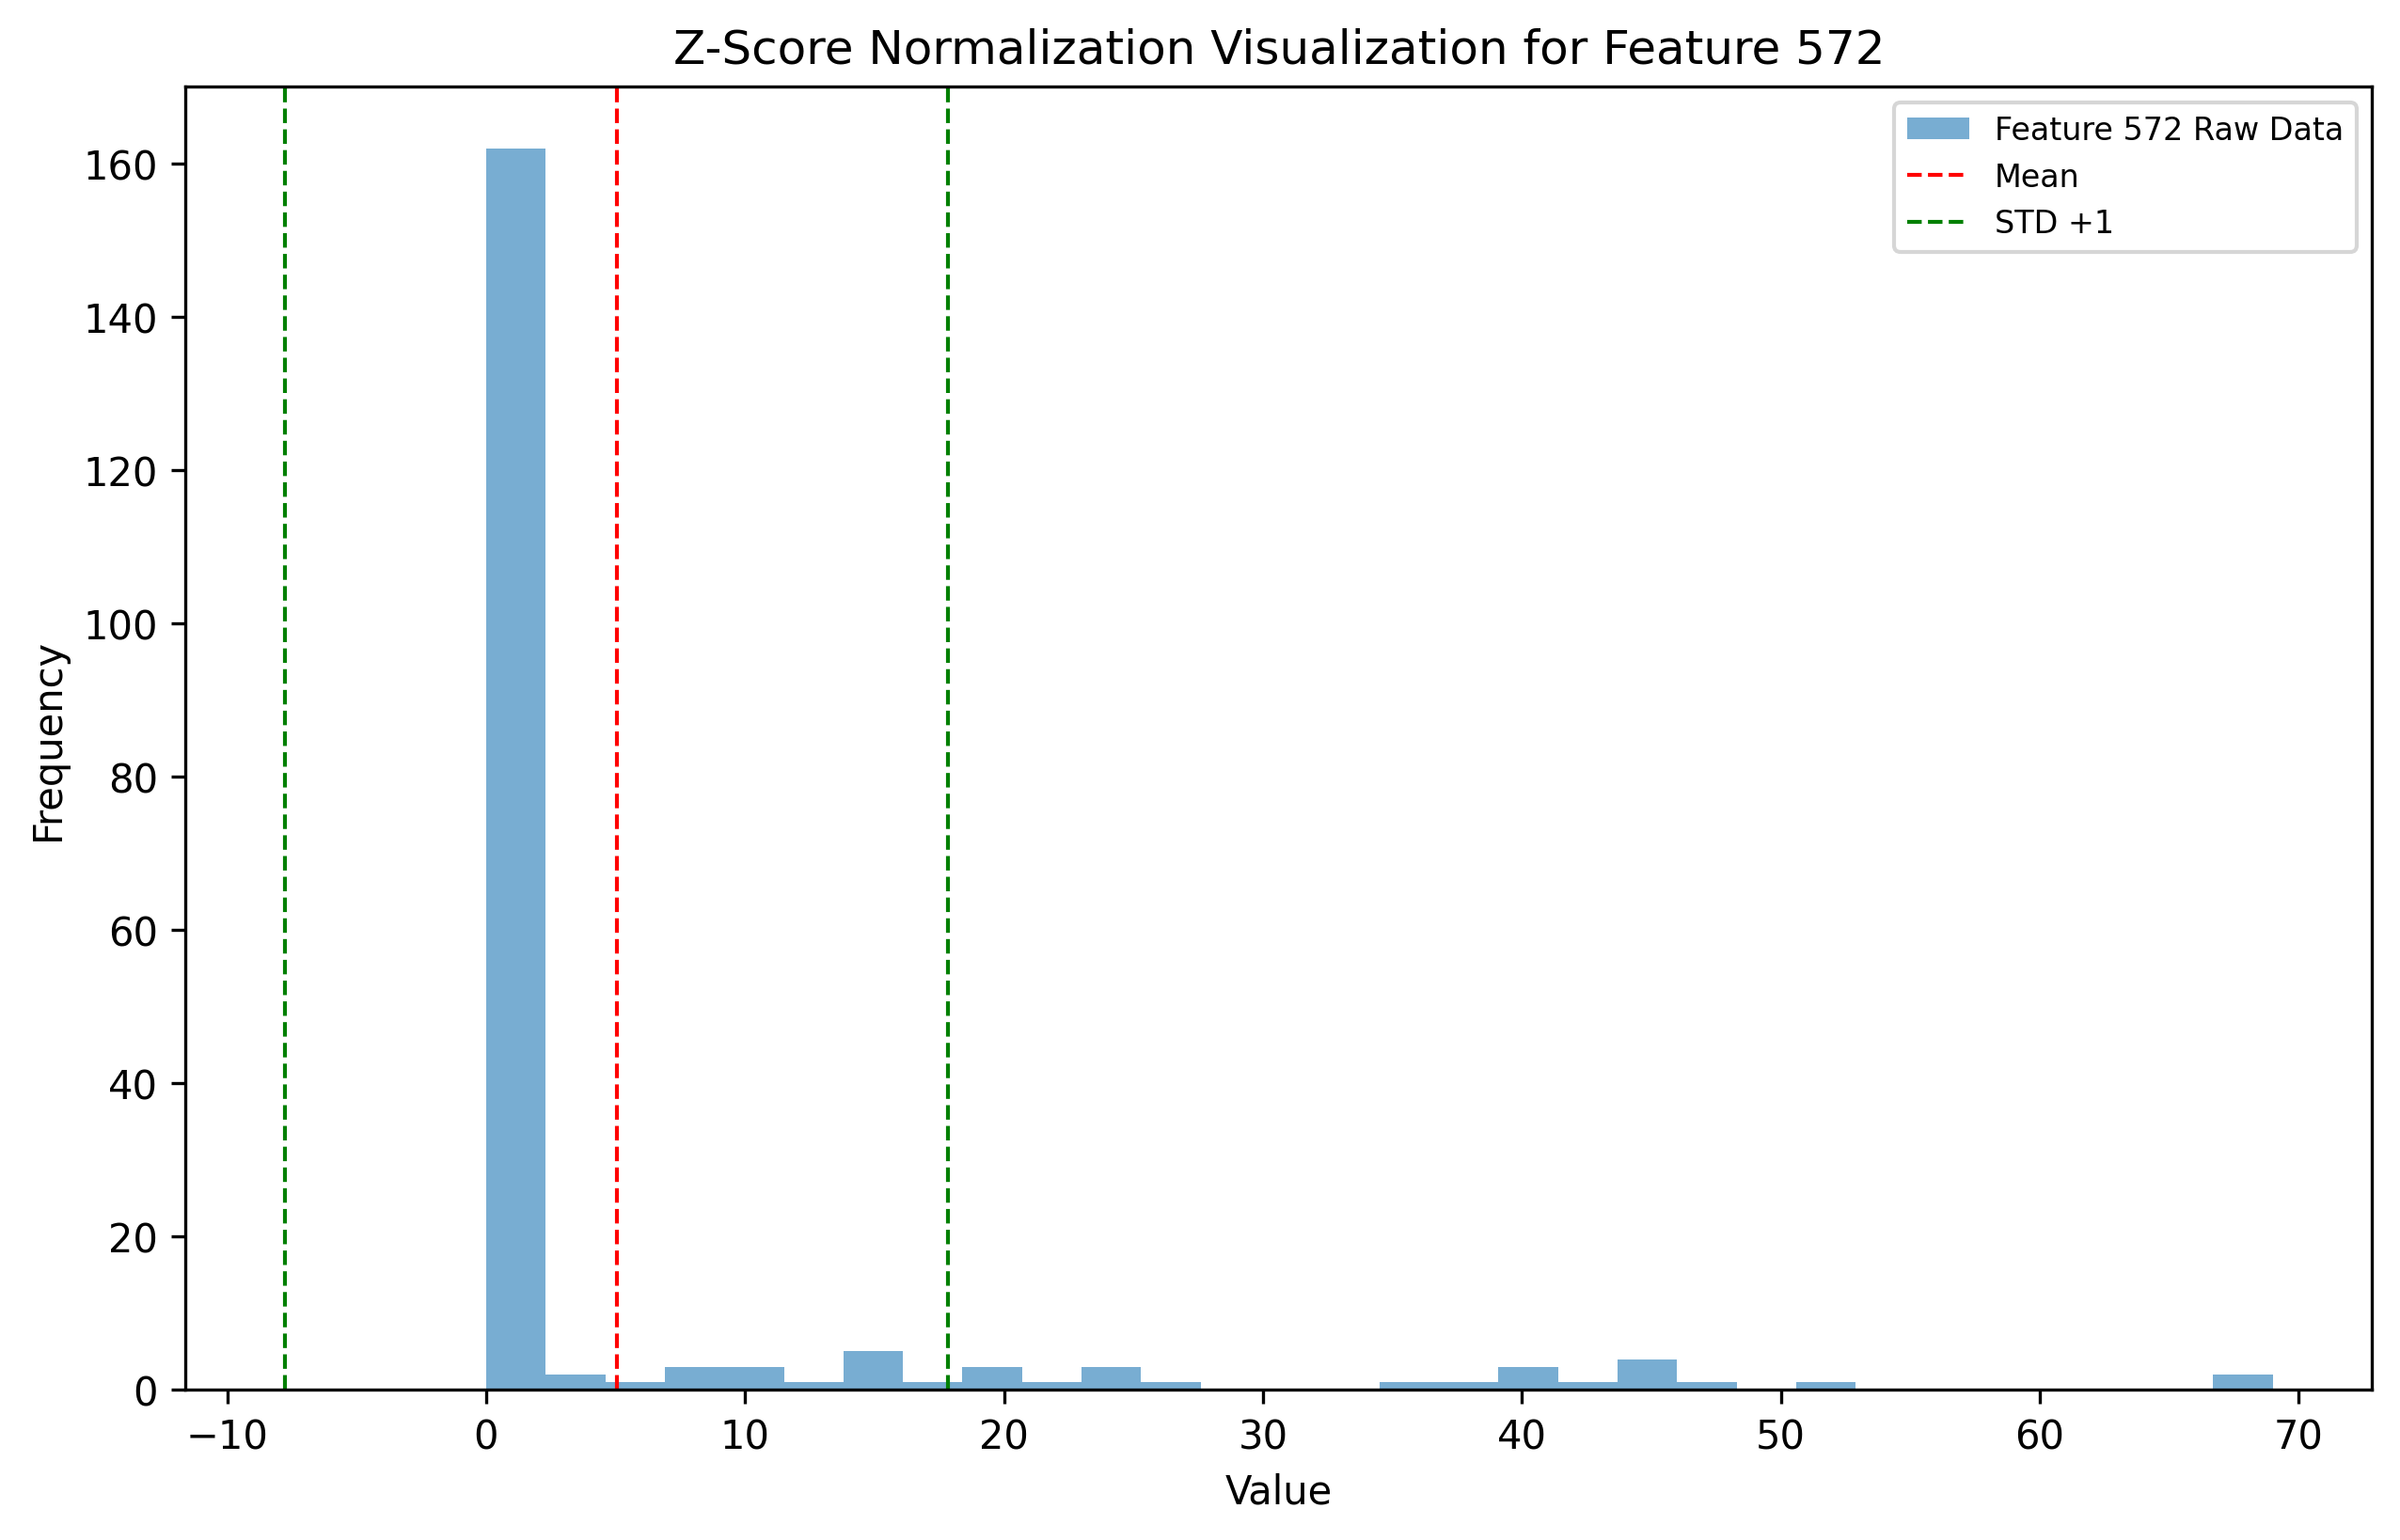 Z-Score Normalization Visualization for Feature 572
Feature 572 Raw Data
Mean
STD +1
160
140
120
100
80
60
40
20
0
Frequency
−10 0 10 20 30 40 50 60 70
Value